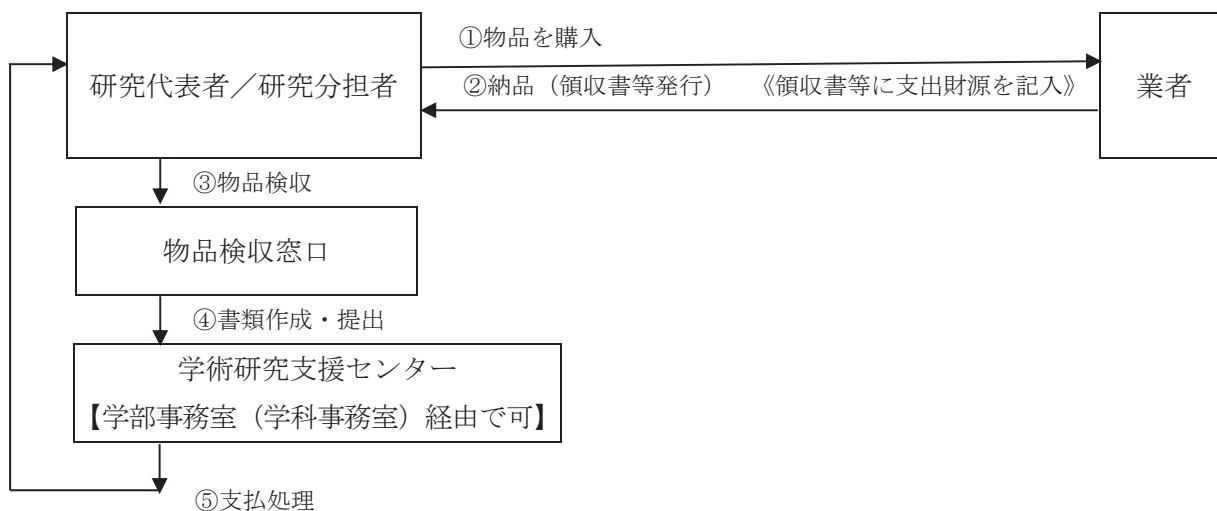 ①物品を購入
研究代表者／研究分担者
②納品（領収書等発行）　《領収書等に支出財源を記入》
業者
③物品検収
物品検収窓口
④書類作成・提出
学術研究支援センター
【学部事務室（学科事務室）経由で可】
⑤支払処理